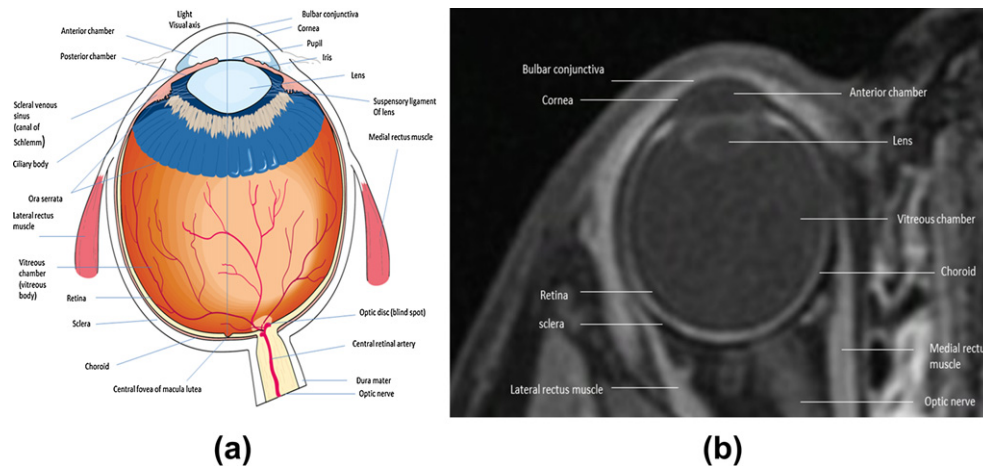 Light
Visual axis
Bulbar conjunctiva
Cornea
Anterior chamber
Pupil
Posterior chamber
Iris
Lens
Suspensory ligament
Of lens
Scleral venous
sinus
(canal of
Schlemm)
Medial rectus muscle
Ciliary body
Ora serrata
Lateral rectus
muscle
Vitreous
chamber
(vitreous body)
Retina
Optic disc (blind spot)
Sclera
Central retinal artery
Choroid
Central fovea of macula lutea
Dura mater
Optic nerve
(a)
Bulbar conjunctiva
Cornea
Anterior chamber
Lens
Vitreous chamber
Choroid
Retina
sclera
Medial rectu
muscle
Lateral rectus muscle
Optic nerve
(b)